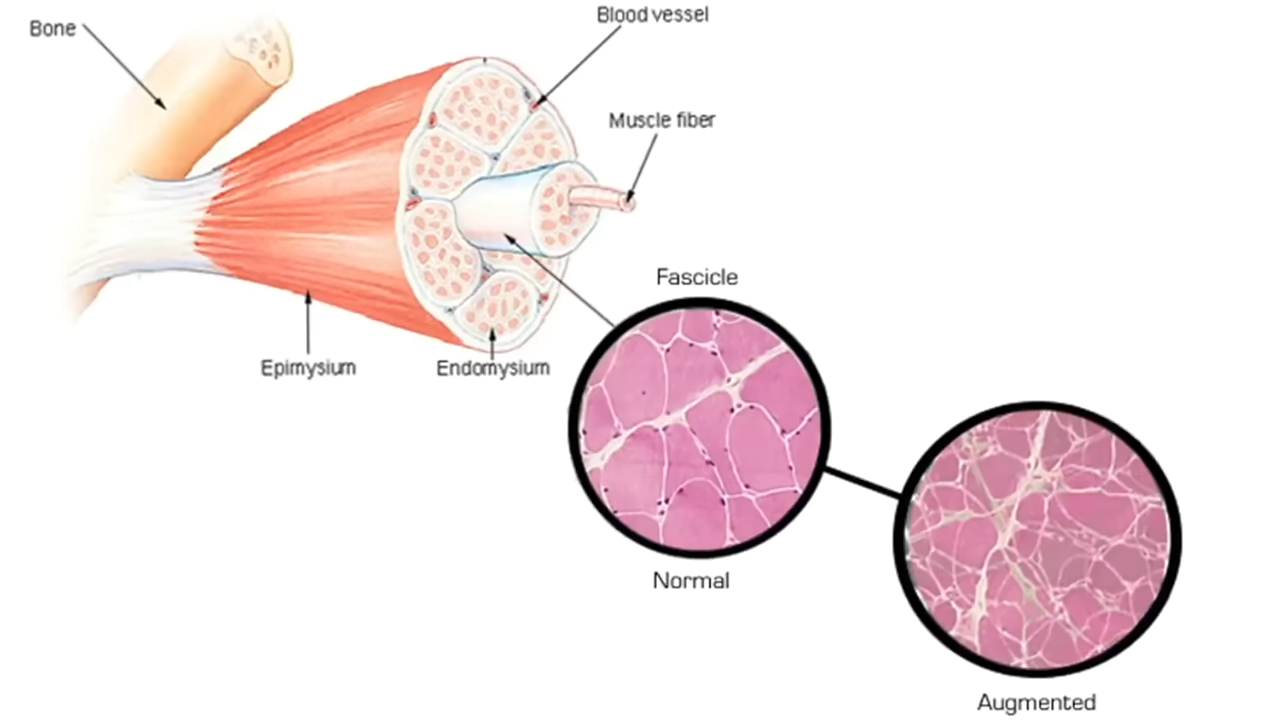 Bone
Blood vessel
Muscle fiber
Fascicle
Epimysium
Endomysium
Normal
Augmented